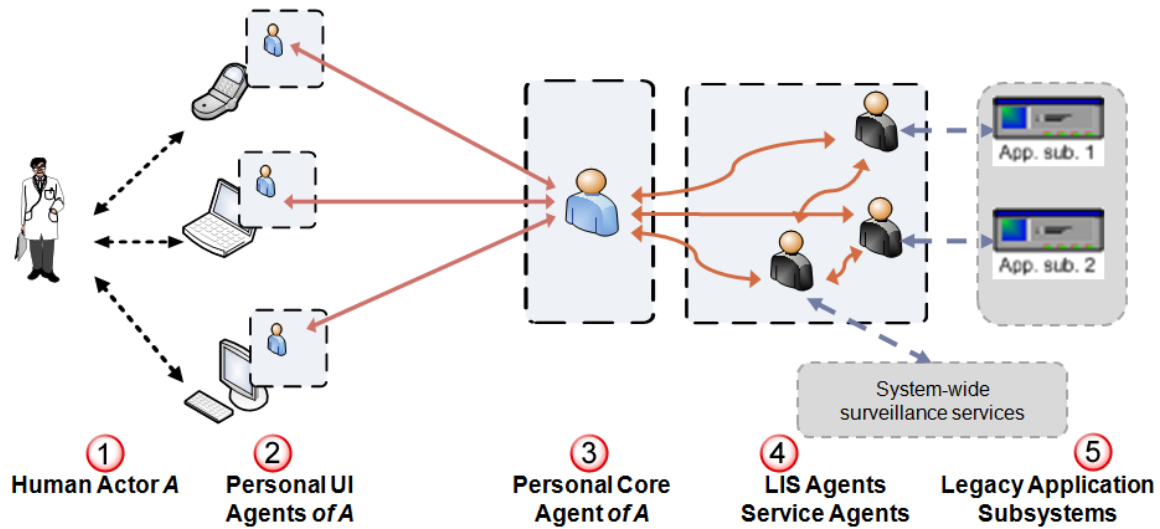 App. sub. 1
App. sub. 2
System-wide
surveillance services
1
2
3
4
5
Human Actor A
Personal UI
Agents of A
Personal Core
Agent of A
LIS Agents
Service Agents
Legacy Application
Subsystems